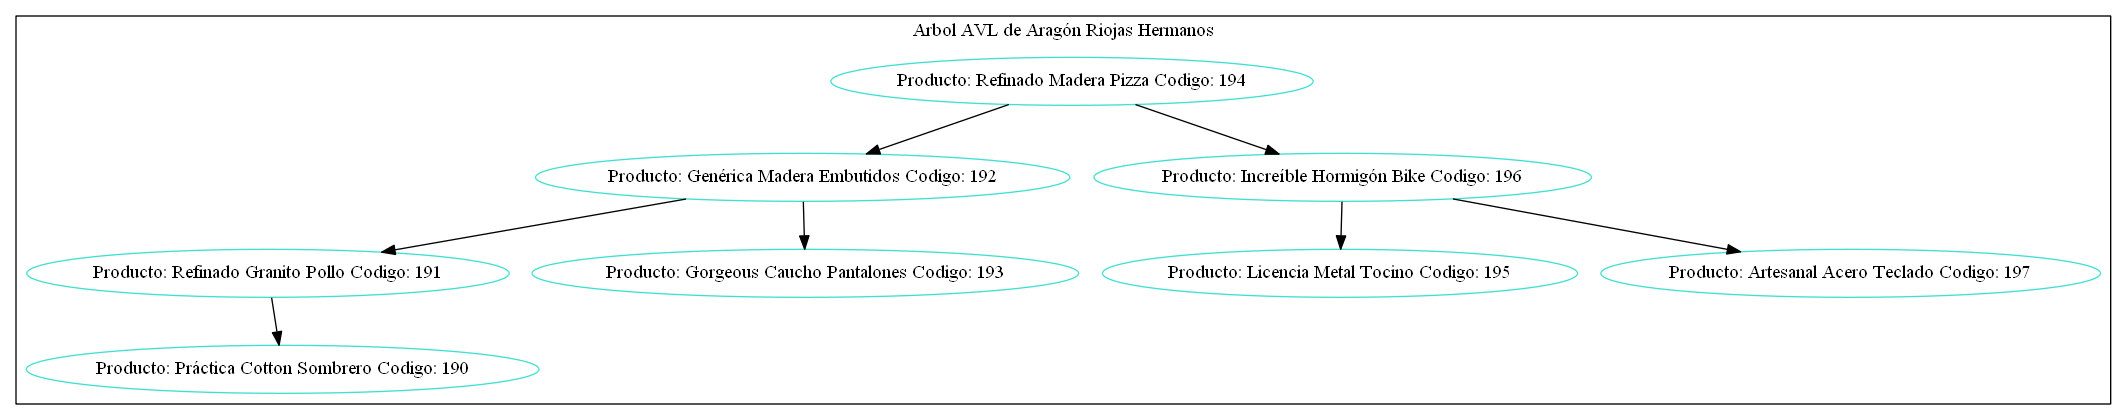 Arbol AVL de Aragón Riojas Hermanos
Producto: Refinado Madera Pizza Codigo: 194
Producto: Genérica Madera Embutidos Codigo: 192
Producto: Increíble Hormigón Bike Codigo: 196
Producto: Refinado Granito Pollo Codigo: 191
Producto: Gorgeous Caucho Pantalones Codigo: 193
Producto: Licencia Metal Tocino Codigo: 195
Producto: Artesanal Acero Teclado Codigo: 197
Producto: Práctica Cotton Sombrero Codigo: 190